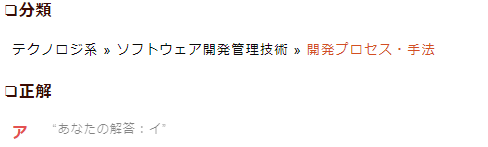 ❏分類
テクノロジ系 » ソフトウェア開発管理技術 » 開発プロセス・手法
❏正解
ア “あなたの解答：イ”